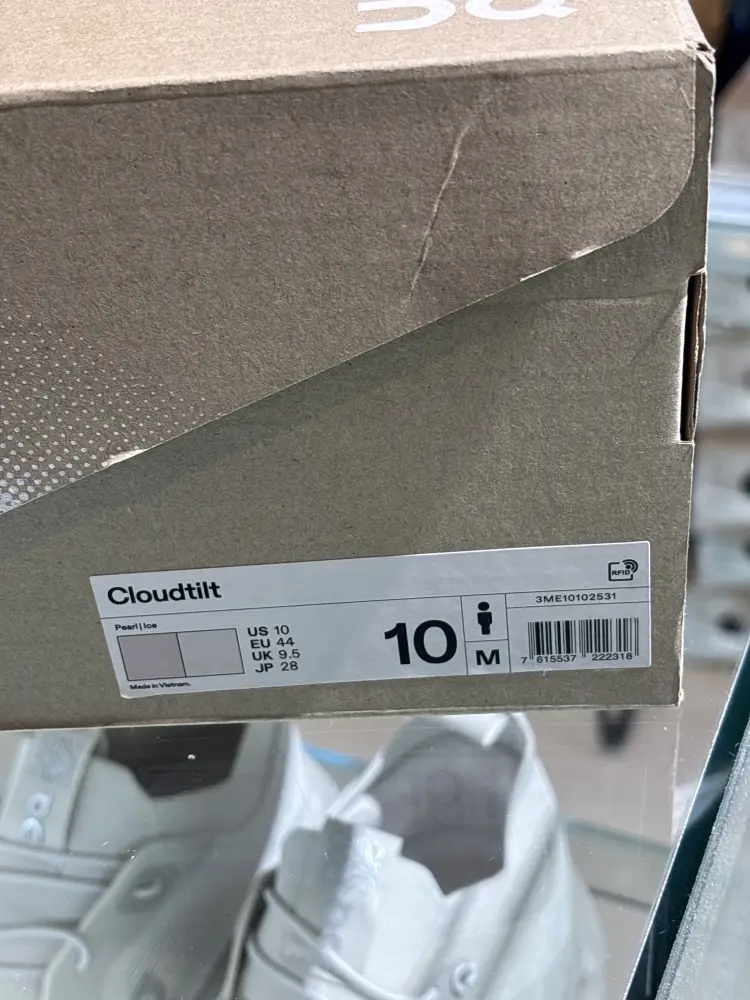 Cloudtilt
RFID
Pearl | Ice
US 10
EU 44
UK 9.5
JP 28
10
M
3ME10102531
7 615537 222318
Made in Vietnam.